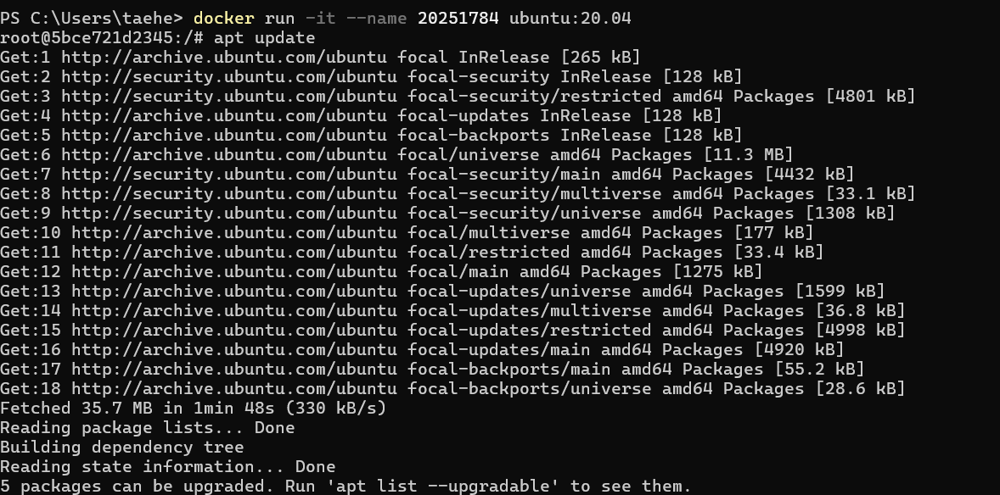 PS C:\Users\taehe> docker run -it --name 20251784 ubuntu:20.04
root@5bce721d2345:/# apt update
Get:1 http://archive.ubuntu.com/ubuntu focal InRelease [265 kB]
Get:2 http://security.ubuntu.com/ubuntu focal-security InRelease [128 kB]
Get:3 http://security.ubuntu.com/ubuntu focal-security/restricted amd64 Packages [4801 kB]
Get:4 http://archive.ubuntu.com/ubuntu focal-updates InRelease [128 kB]
Get:5 http://archive.ubuntu.com/ubuntu focal-backports InRelease [128 kB]
Get:6 http://archive.ubuntu.com/ubuntu focal/universe amd64 Packages [11.3 MB]
Get:7 http://security.ubuntu.com/ubuntu focal-security/main amd64 Packages [4432 kB]
Get:8 http://security.ubuntu.com/ubuntu focal-security/multiverse amd64 Packages [33.1 kB]
Get:9 http://security.ubuntu.com/ubuntu focal-security/universe amd64 Packages [1308 kB]
Get:10 http://archive.ubuntu.com/ubuntu focal/multiverse amd64 Packages [177 kB]
Get:11 http://archive.ubuntu.com/ubuntu focal/restricted amd64 Packages [33.4 kB]
Get:12 http://archive.ubuntu.com/ubuntu focal/main amd64 Packages [1275 kB]
Get:13 http://archive.ubuntu.com/ubuntu focal-updates/universe amd64 Packages [1599 kB]
Get:14 http://archive.ubuntu.com/ubuntu focal-updates/multiverse amd64 Packages [36.8 kB]
Get:15 http://archive.ubuntu.com/ubuntu focal-updates/restricted amd64 Packages [4998 kB]
Get:16 http://archive.ubuntu.com/ubuntu focal-updates/main amd64 Packages [4920 kB]
Get:17 http://archive.ubuntu.com/ubuntu focal-backports/main amd64 Packages [55.2 kB]
Get:18 http://archive.ubuntu.com/ubuntu focal-backports/universe amd64 Packages [28.6 kB]
Fetched 35.7 MB in 1min 48s (330 kB/s)
Reading package lists... Done
Building dependency tree
Reading state information... Done
5 packages can be upgraded. Run 'apt list --upgradable' to see them.